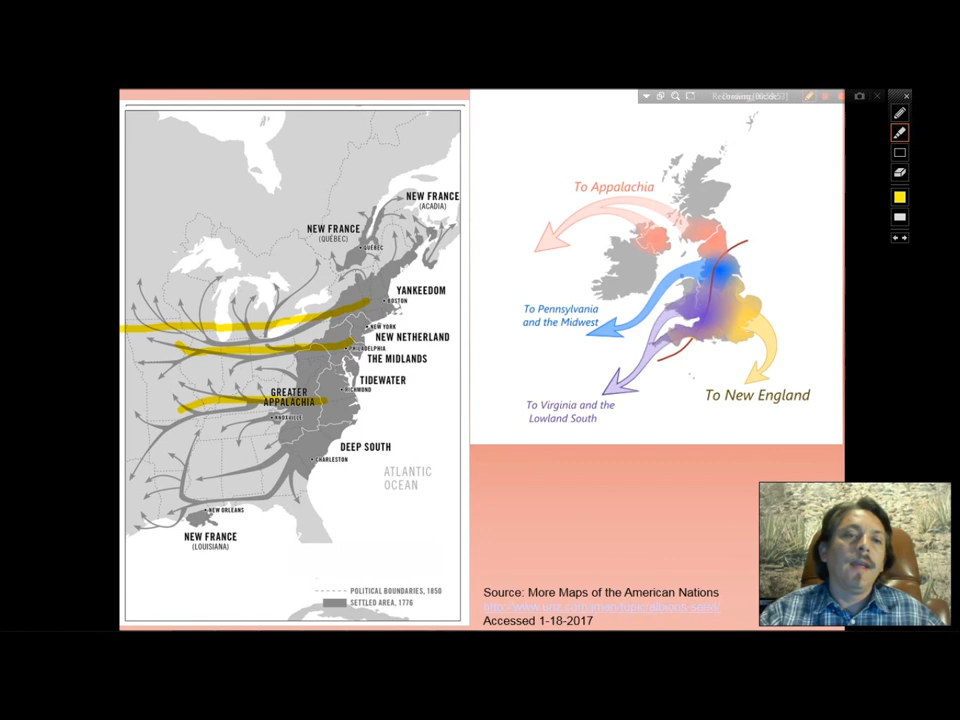 NEW FRANCE
(ACADIA)
NEW FRANCE
(QUÉBEC)
QUÉBEC
YANKEEDOM
BOSTON
NEW YORK
NEW NETHERLAND
PHILADELPHIA
THE MIDLANDS
TIDEWATER
RICHMOND
GREATER
APPALACHIA
KNOXVILLE
DEEP SOUTH
CHARLESTON
ATLANTIC
OCEAN
NEW ORLEANS
NEW FRANCE
(LOUISIANA)
POLITICAL BOUNDARIES, 1850
SETTLED AREA, 1776
To Appalachia
To Pennsylvania
and the Midwest
To Virginia and the
Lowland South
To New England
Source: More Maps of the American Nations
Accessed 1-18-2017